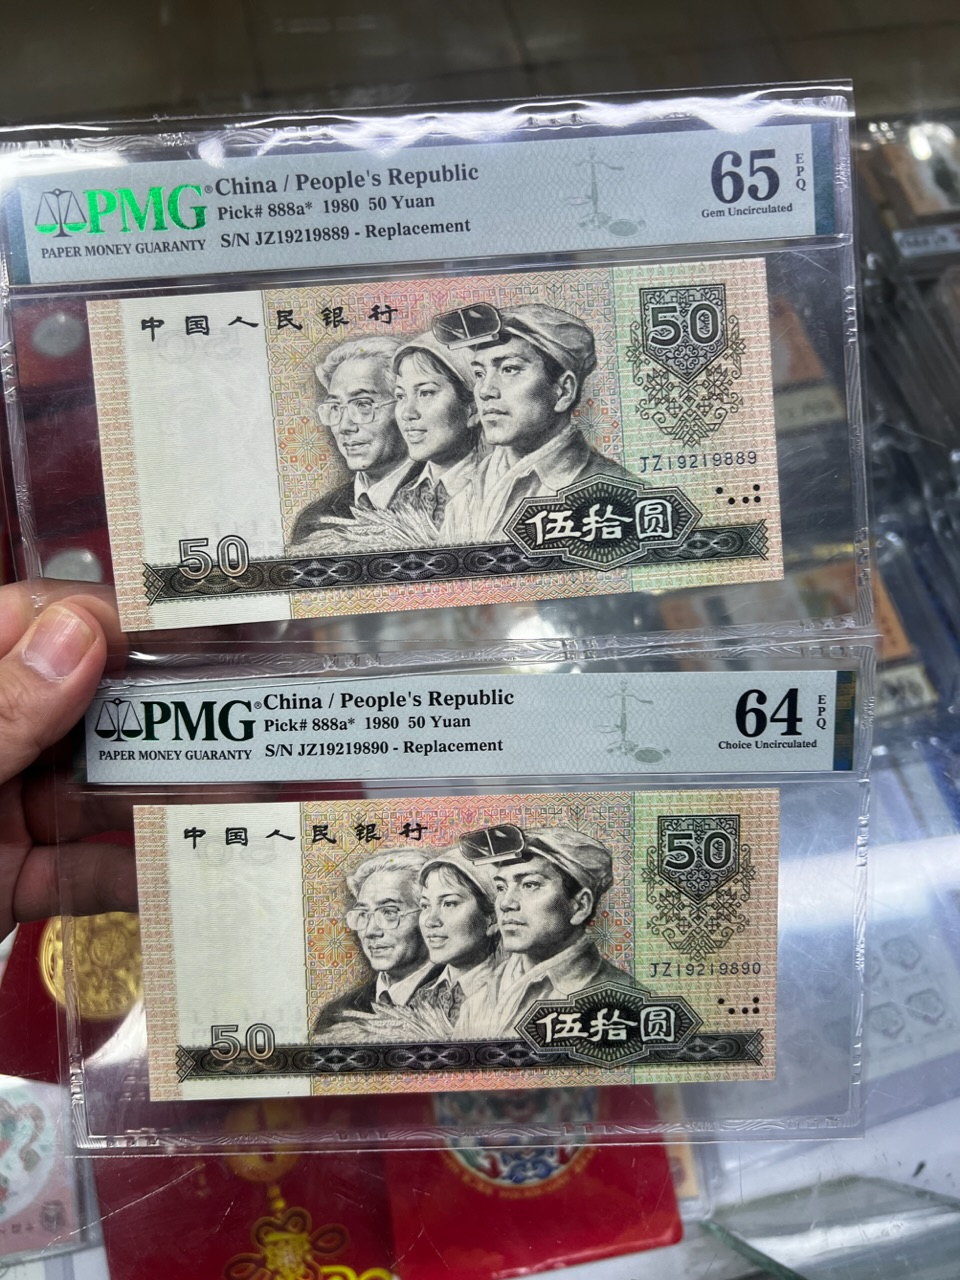 PMG®
PAPER MONEY GUARANTY
China / People's Republic
Pick# 888a* 1980 50 Yuan
S/N JZ19219889 - Replacement
65
EPQ
Gem Uncirculated
中国人民银行
50
JZ19219889
伍拾圆
50
PMG®
PAPER MONEY GUARANTY
China / People's Republic
Pick# 888a* 1980 50 Yuan
S/N JZ19219890 - Replacement
64
EPQ
Choice Uncirculated
中国人民银行
50
JZ19219890
伍拾圆
50